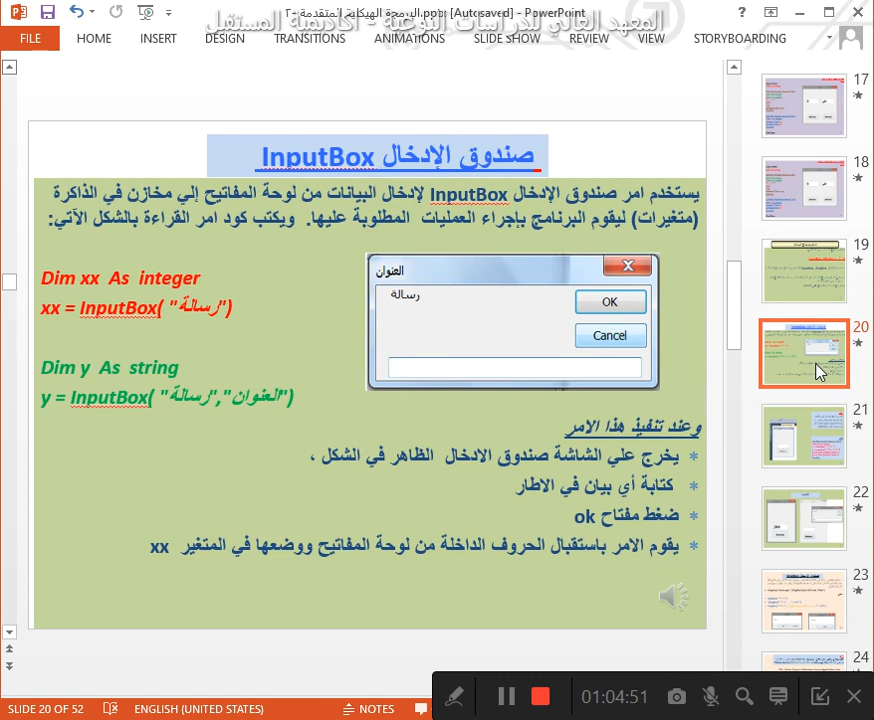 البرمجة الهيكلية المتقدمة -٢.pptx [Autosaved] - PowerPoint
المعهد العالي للدراسات النوعية - أكاديمية المستقبل
FILE HOME INSERT DESIGN TRANSITIONS ANIMATIONS SLIDE SHOW REVIEW VIEW STORYBOARDING
صندوق الإدخال InputBox
يستخدم امر صندوق الإدخال InputBox لإدخال البيانات من لوحة المفاتيح إلي مخازن في الذاكرة
(متغيرات) ليقوم البرنامج بإجراء العمليات المطلوبة عليها. ويكتب كود امر القراءة بالشكل الآتي:
Dim xx As integer
xx = InputBox( "رسالة")
Dim y As string
y = InputBox( "رسالة","العنوان")
العنوان
رسالة
OK
Cancel
وعند تنفيذ هذا الامر
* يخرج علي الشاشة صندوق الادخال الظاهر في الشكل ،
* كتابة أي بيان في الاطار
* ضغط مفتاح ok
* يقوم الامر باستقبال الحروف الداخلة من لوحة المفاتيح ووضعها في المتغير xx
17
18
19
20
21
22
23
24
SLIDE 20 OF 52 ENGLISH (UNITED STATES) NOTES
01:04:51